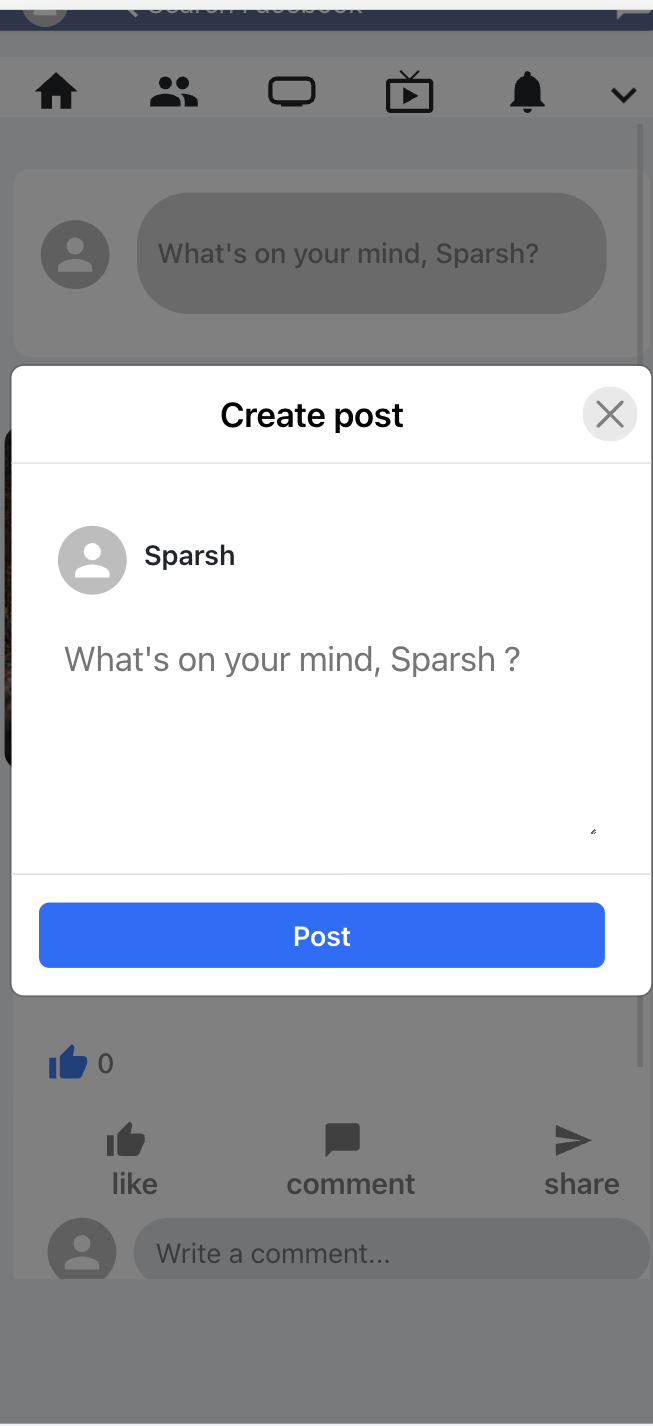 Search Facebook
What's on your mind, Sparsh?
Create post
Sparsh
What's on your mind, Sparsh ?
Post
0
like comment share
Write a comment...